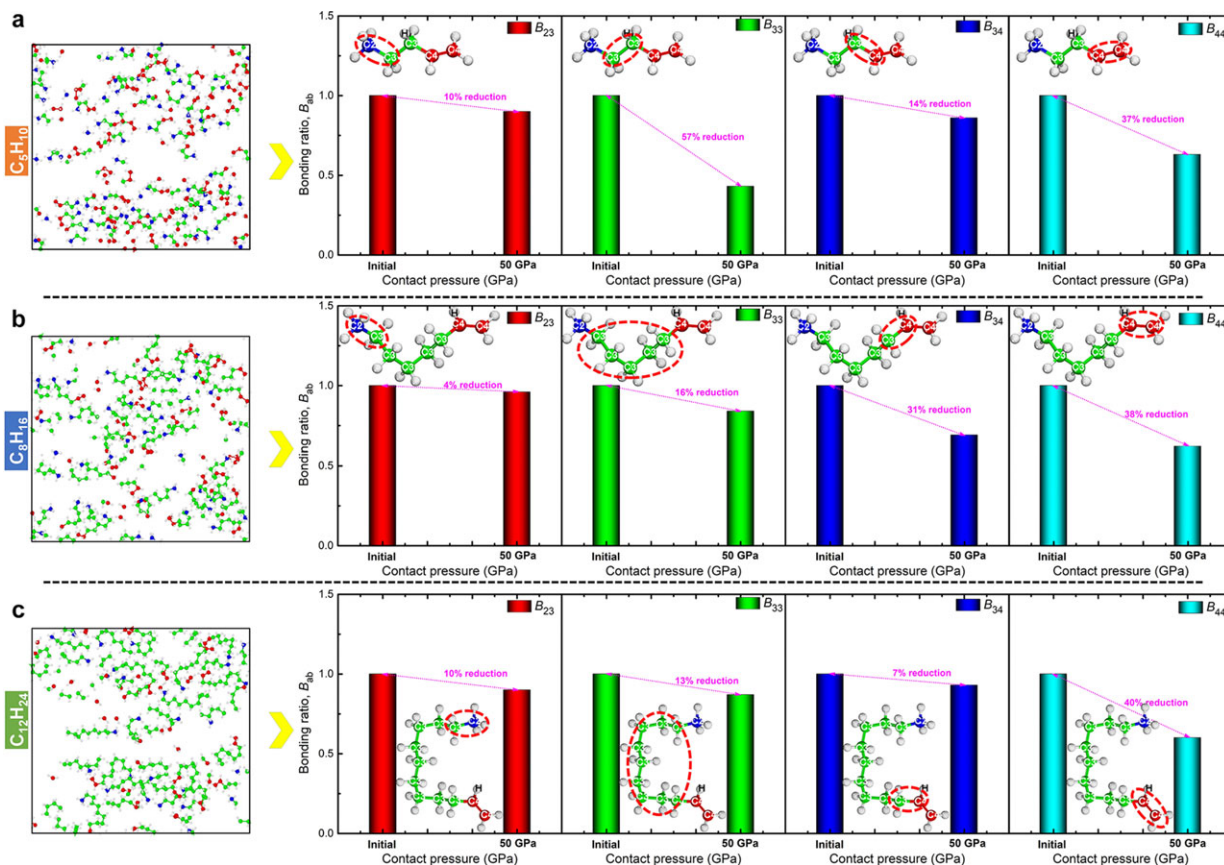 a
C5H10
Bonding ratio, Bab
1.5
1.0
0.5
0.0
B23
C2
C3
C3
H
C4
C4
10% reduction
Initial
50 GPa
Contact pressure (GPa)
B33
57% reduction
Initial
50 GPa
Contact pressure (GPa)
B34
14% reduction
Initial
50 GPa
Contact pressure (GPa)
B44
37% reduction
Initial
50 GPa
Contact pressure (GPa)
b
C8H16
Bonding ratio, Bab
1.5
1.0
0.5
0.0
B23
4% reduction
Initial
50 GPa
Contact pressure (GPa)
B33
16% reduction
Initial
50 GPa
Contact pressure (GPa)
B34
31% reduction
Initial
50 GPa
Contact pressure (GPa)
B44
38% reduction
Initial
50 GPa
Contact pressure (GPa)
c
C12H24
Bonding ratio, Bab
1.5
1.0
0.5
0.0
B23
10% reduction
Initial
50 GPa
Contact pressure (GPa)
B33
13% reduction
Initial
50 GPa
Contact pressure (GPa)
B34
7% reduction
Initial
50 GPa
Contact pressure (GPa)
B44
40% reduction
Initial
50 GPa
Contact pressure (GPa)